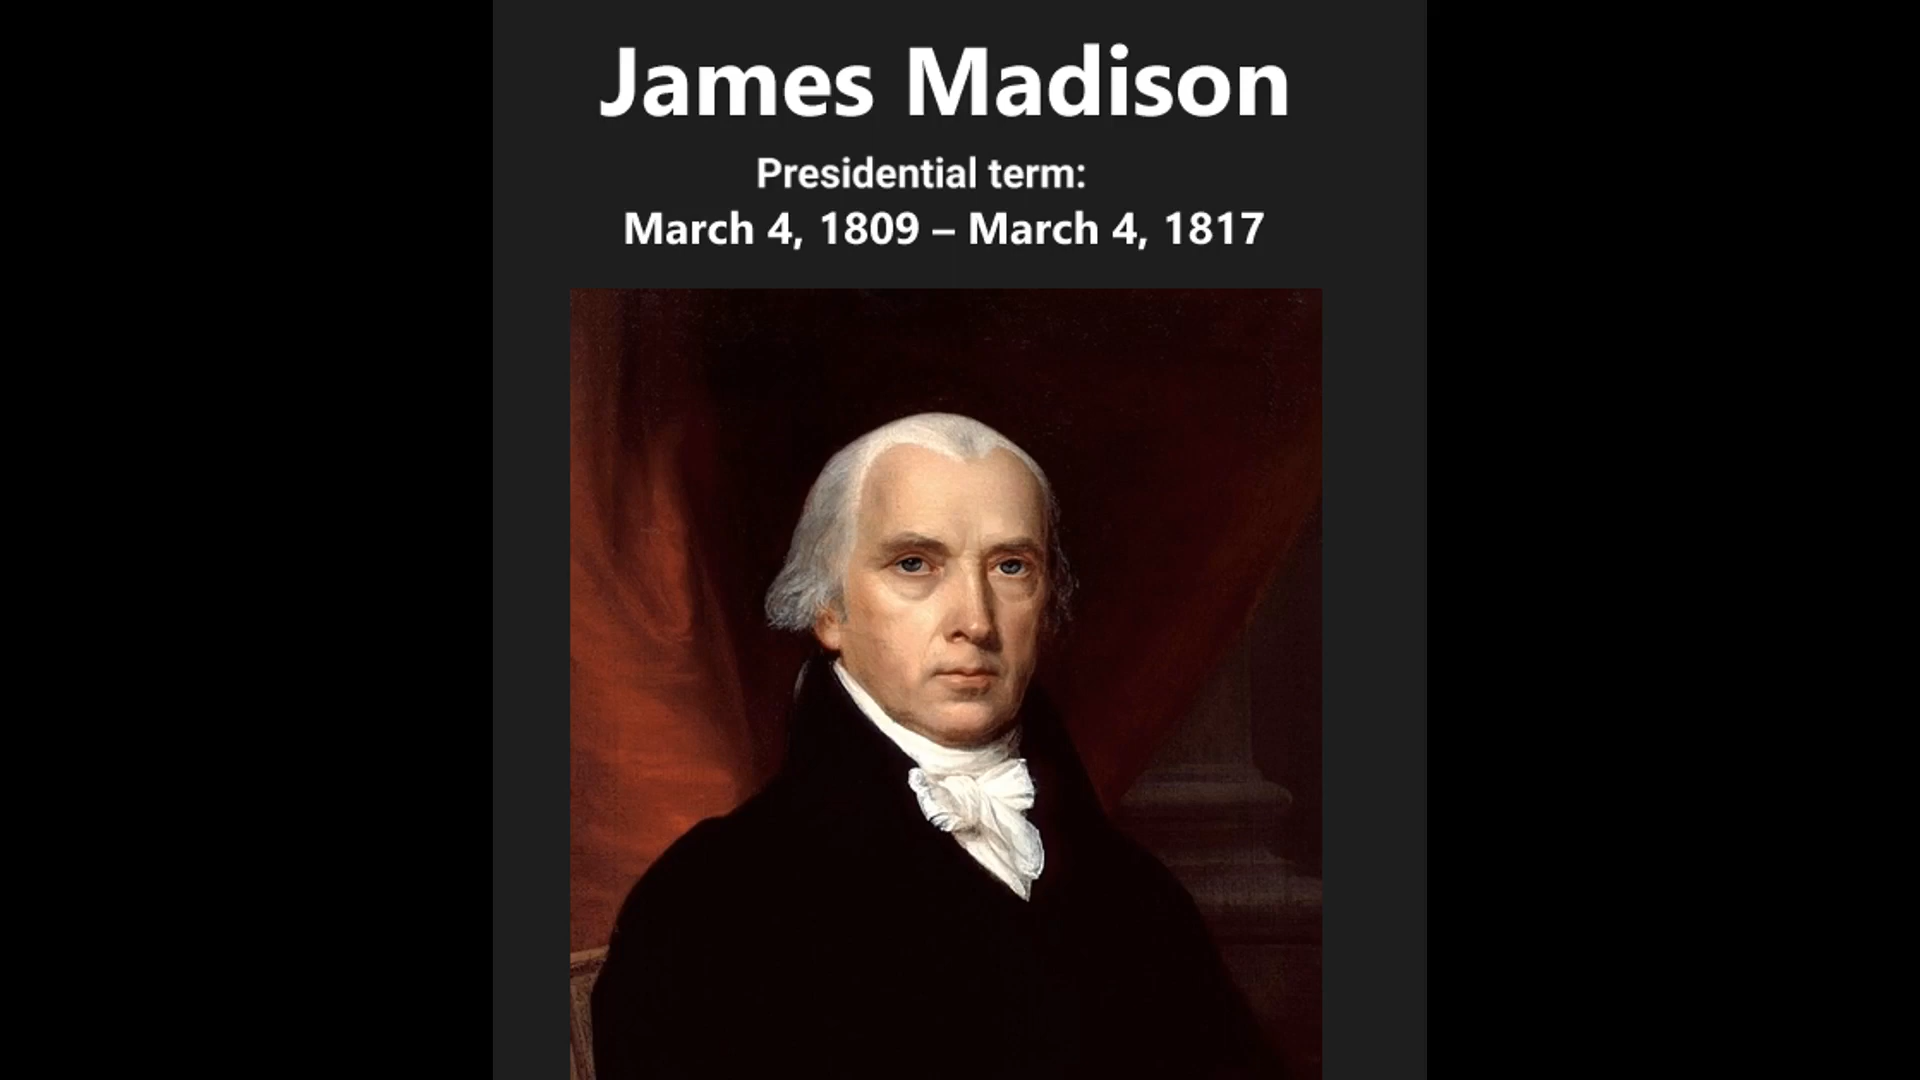 James Madison
Presidential term:
March 4, 1809 – March 4, 1817